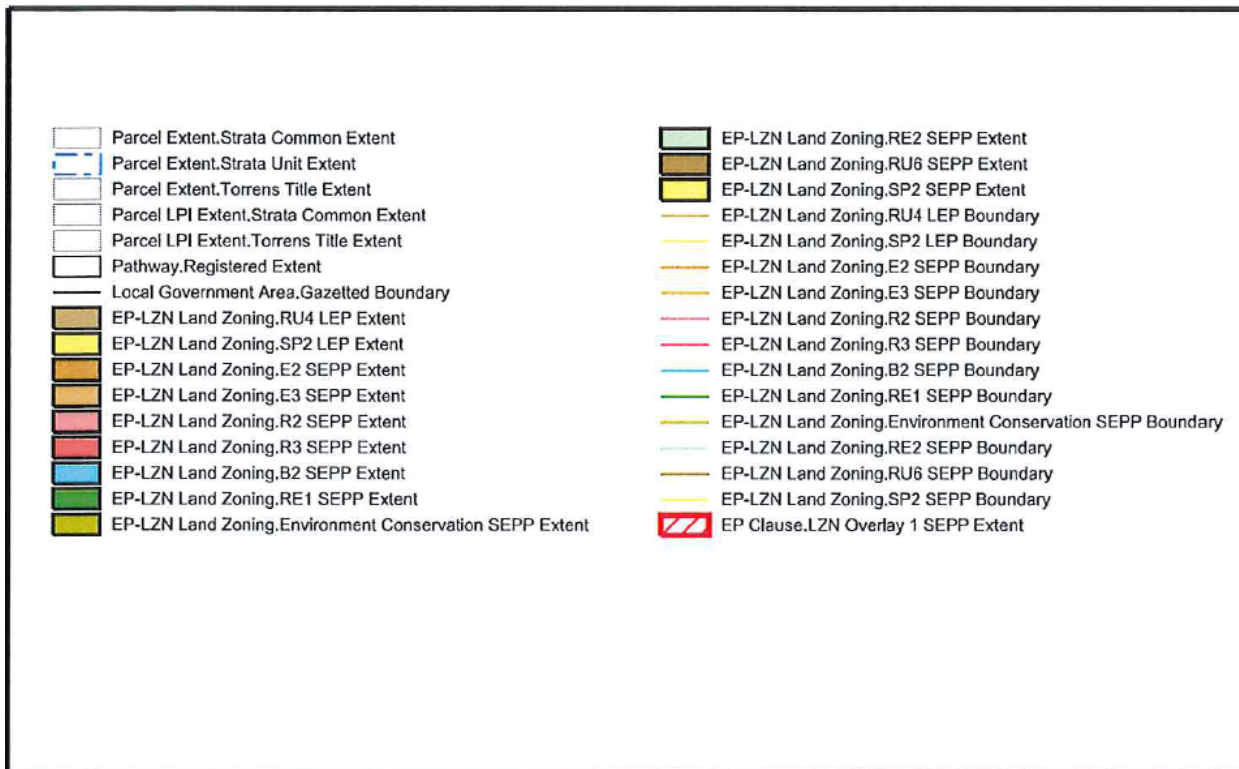 Parcel Extent.Strata Common Extent
Parcel Extent.Strata Unit Extent
Parcel Extent.Torrens Title Extent
Parcel LPI Extent.Strata Common Extent
Parcel LPI Extent.Torrens Title Extent
Pathway.Registered Extent
Local Government Area.Gazetted Boundary
EP-LZN Land Zoning.RU4 LEP Extent
EP-LZN Land Zoning.SP2 LEP Extent
EP-LZN Land Zoning.E2 SEPP Extent
EP-LZN Land Zoning.E3 SEPP Extent
EP-LZN Land Zoning.R2 SEPP Extent
EP-LZN Land Zoning.R3 SEPP Extent
EP-LZN Land Zoning.B2 SEPP Extent
EP-LZN Land Zoning.RE1 SEPP Extent
EP-LZN Land Zoning.Environment Conservation SEPP Extent
EP-LZN Land Zoning.RE2 SEPP Extent
EP-LZN Land Zoning.RU6 SEPP Extent
EP-LZN Land Zoning.SP2 SEPP Extent
EP-LZN Land Zoning.RU4 LEP Boundary
EP-LZN Land Zoning.SP2 LEP Boundary
EP-LZN Land Zoning.E2 SEPP Boundary
EP-LZN Land Zoning.E3 SEPP Boundary
EP-LZN Land Zoning.R2 SEPP Boundary
EP-LZN Land Zoning.R3 SEPP Boundary
EP-LZN Land Zoning.B2 SEPP Boundary
EP-LZN Land Zoning.RE1 SEPP Boundary
EP-LZN Land Zoning.Environment Conservation SEPP Boundary
EP-LZN Land Zoning.RE2 SEPP Boundary
EP-LZN Land Zoning.RU6 SEPP Boundary
EP-LZN Land Zoning.SP2 SEPP Boundary
EP Clause.LZN Overlay 1 SEPP Extent